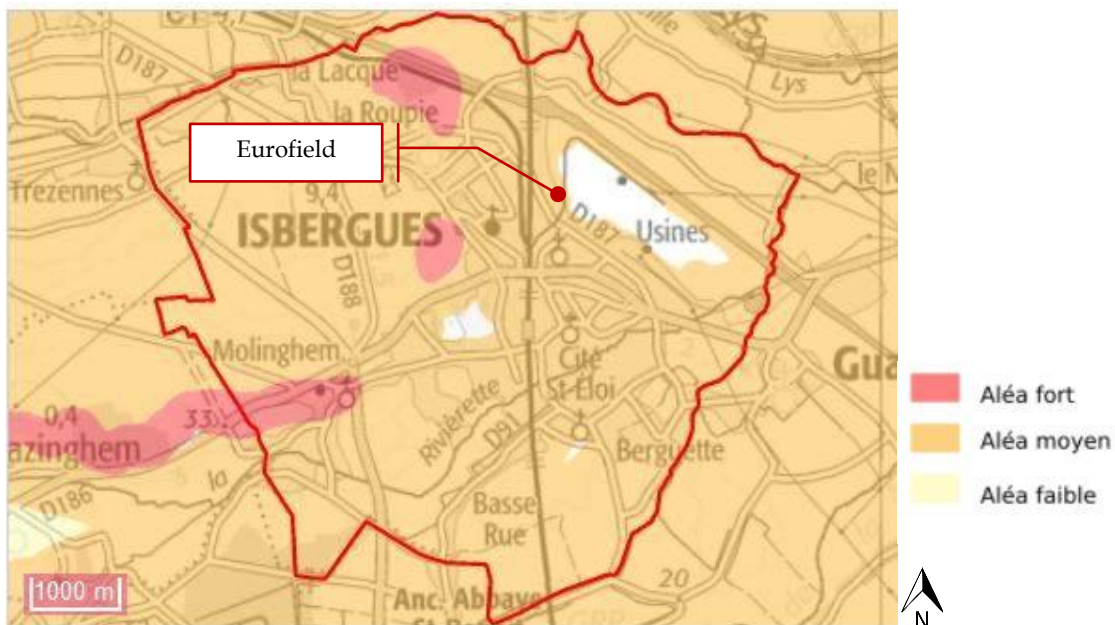 Lys
D187
la Lacque
Lys
la Roupie
Eurofield
Trezennes
9,4
le N
D187
ISBERGUES
Usines
D188
Molinghem
Cité
St-Eloi
Gua
0,4
33
Rivièrette
D91
azinghem
Berguette
la
D186
Basse
Rue
1000 m
Anc. Abbaye
20
Aléa fort
Aléa moyen
Aléa faible
N